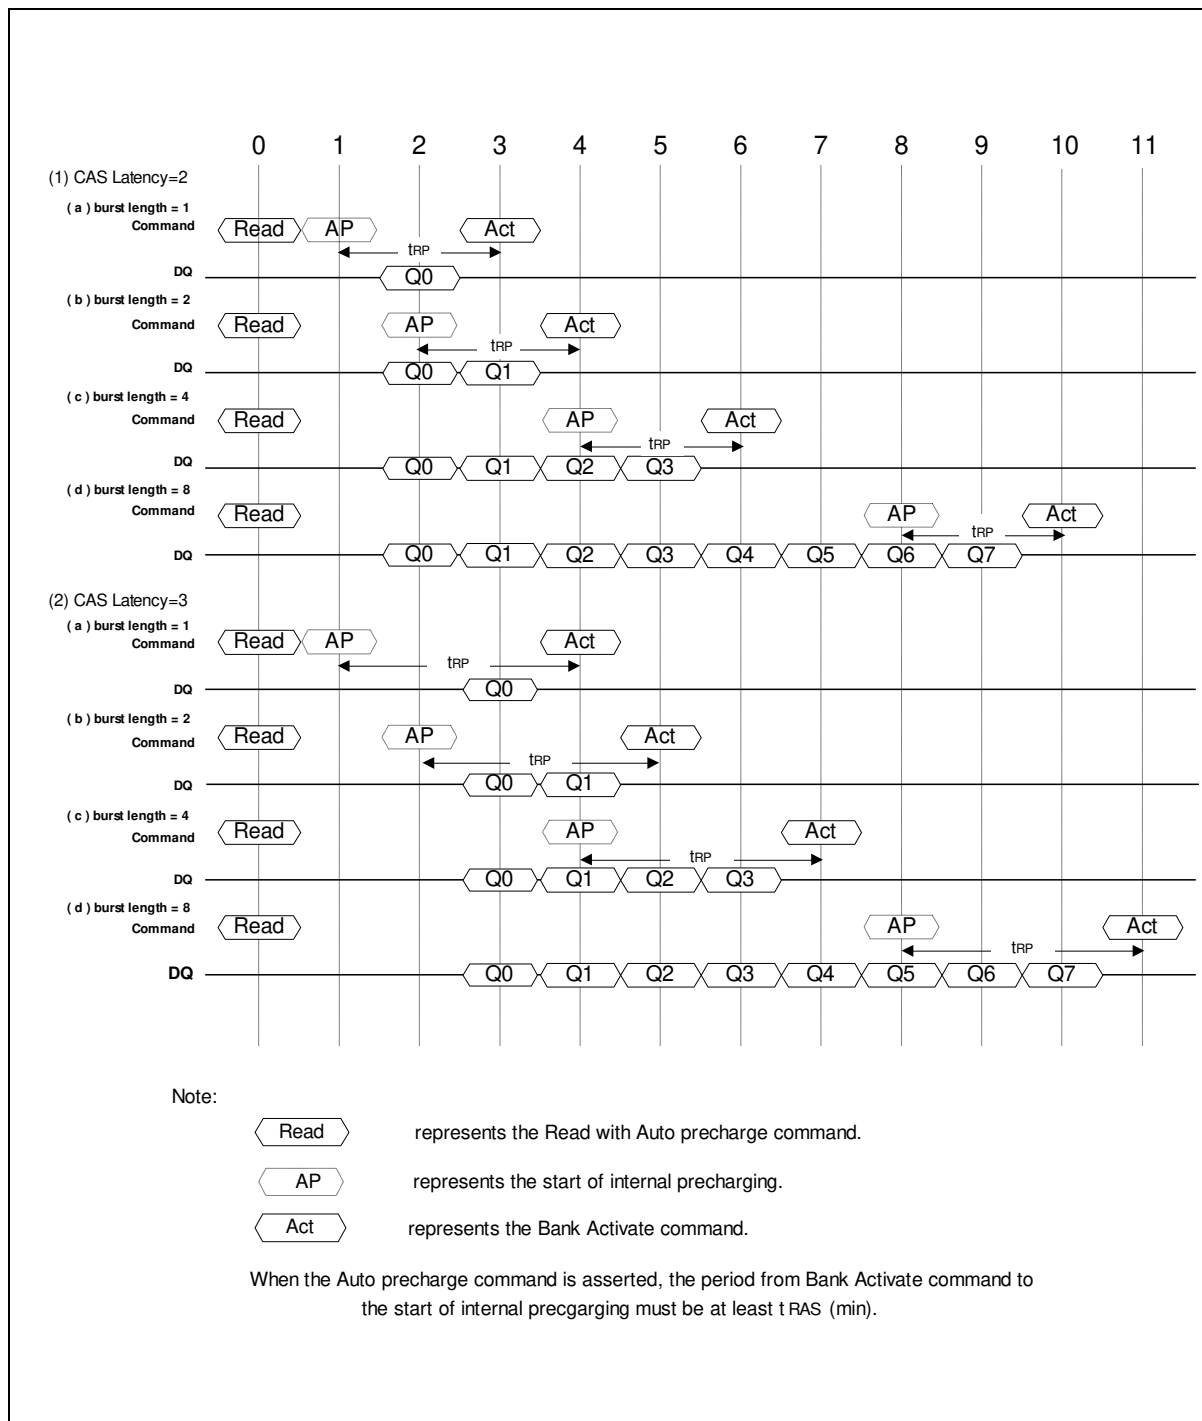 0 1 2 3 4 5 6 7 8 9 10 11
(1) CAS Latency=2
( a ) burst length = 1
Command Read AP Act
tRP
DQ Q0
( b ) burst length = 2
Command Read AP Act
tRP
DQ Q0 Q1
( c ) burst length = 4
Command Read AP Act
tRP
DQ Q0 Q1 Q2 Q3
( d ) burst length = 8
Command Read AP Act
tRP
DQ Q0 Q1 Q2 Q3 Q4 Q5 Q6 Q7
(2) CAS Latency=3
( a ) burst length = 1
Command Read AP Act
tRP
DQ Q0
( b ) burst length = 2
Command Read AP Act
tRP
DQ Q0 Q1
( c ) burst length = 4
Command Read AP Act
tRP
DQ Q0 Q1 Q2 Q3
( d ) burst length = 8
Command Read AP Act
tRP
DQ Q0 Q1 Q2 Q3 Q4 Q5 Q6 Q7
Note:
Read represents the Read with Auto precharge command.
AP represents the start of internal precharging.
Act represents the Bank Activate command.
When the Auto precharge command is asserted, the period from Bank Activate command to
the start of internal precgarging must be at least tRAS (min).